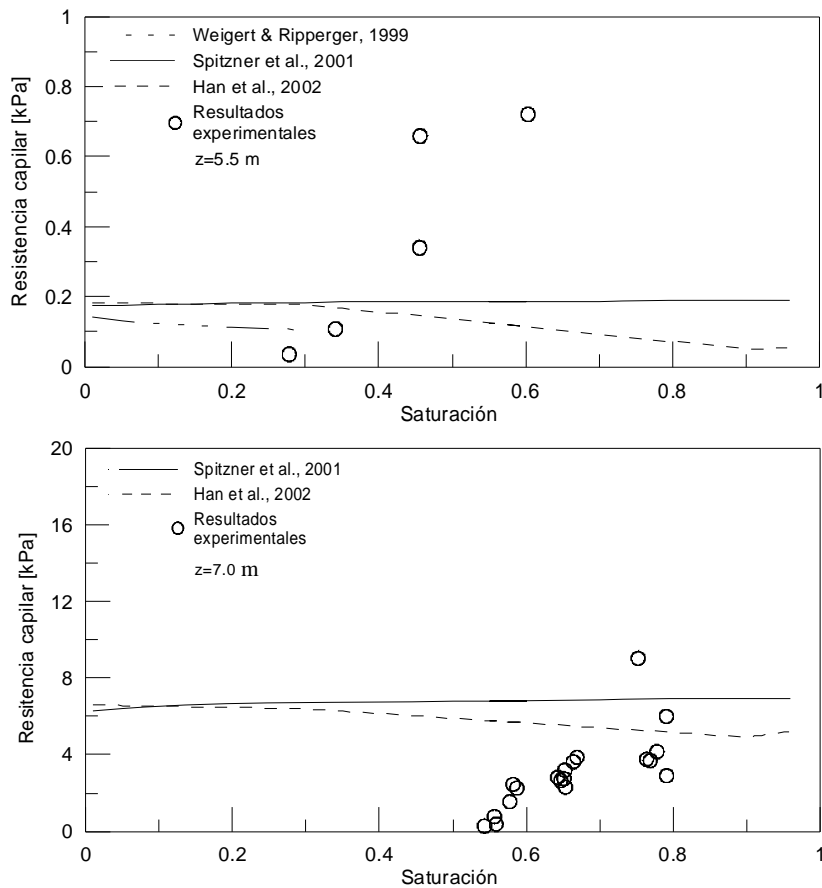 1
0.8
0.6
0.4
0.2
0
Resistencia capilar [kPa]
Weigert & Ripperger, 1999
Spitzner et al., 2001
Han et al., 2002
Resultados
experimentales
z=5.5 m
0 0.2 0.4 0.6 0.8 1
Saturación
20
16
12
8
4
0
Resitencia capilar [kPa]
Spitzner et al., 2001
Han et al., 2002
Resultados
experimentales
z=7.0 m
0 0.2 0.4 0.6 0.8 1
Saturación